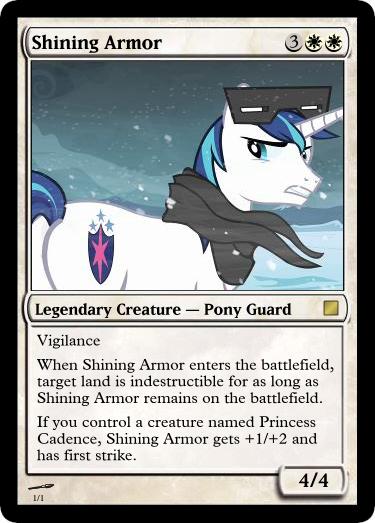 Shining Armor 3
Legendary Creature — Pony Guard
Vigilance
When Shining Armor enters the battlefield,
target land is indestructible for as long as
Shining Armor remains on the battlefield.
If you control a creature named Princess
Cadence, Shining Armor gets +1/+2 and
has first strike.
4/4
1/1